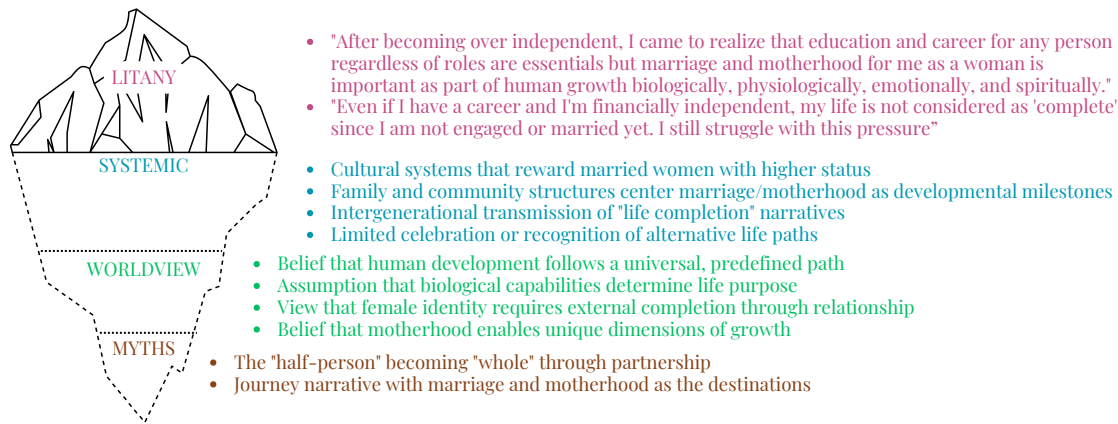 LITANY
• "After becoming over independent, I came to realize that education and career for any person
regardless of roles are essentials but marriage and motherhood for me as a woman is
important as part of human growth biologically, physiologically, emotionally, and spiritually."
• "Even if I have a career and I'm financially independent, my life is not considered as 'complete'
since I am not engaged or married yet. I still struggle with this pressure”
SYSTEMIC
• Cultural systems that reward married women with higher status
• Family and community structures center marriage/motherhood as developmental milestones
• Intergenerational transmission of "life completion" narratives
• Limited celebration or recognition of alternative life paths
WORLDVIEW
• Belief that human development follows a universal, predefined path
• Assumption that biological capabilities determine life purpose
• View that female identity requires external completion through relationship
• Belief that motherhood enables unique dimensions of growth
MYTHS
• The "half-person" becoming "whole" through partnership
• Journey narrative with marriage and motherhood as the destinations